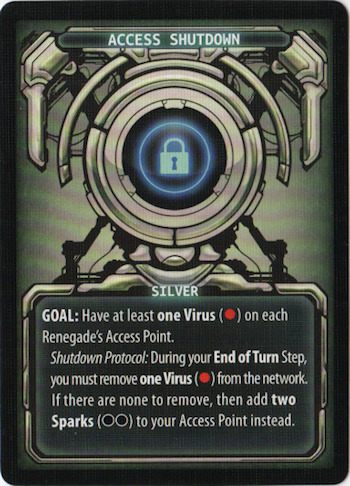 ACCESS SHUTDOWN
SILVER
GOAL: Have at least one Virus (●) on each
Renegade's Access Point.
Shutdown Protocol: During your End of Turn Step,
you must remove one Virus (●) from the network.
If there are none to remove, then add two
Sparks (○○) to your Access Point instead.